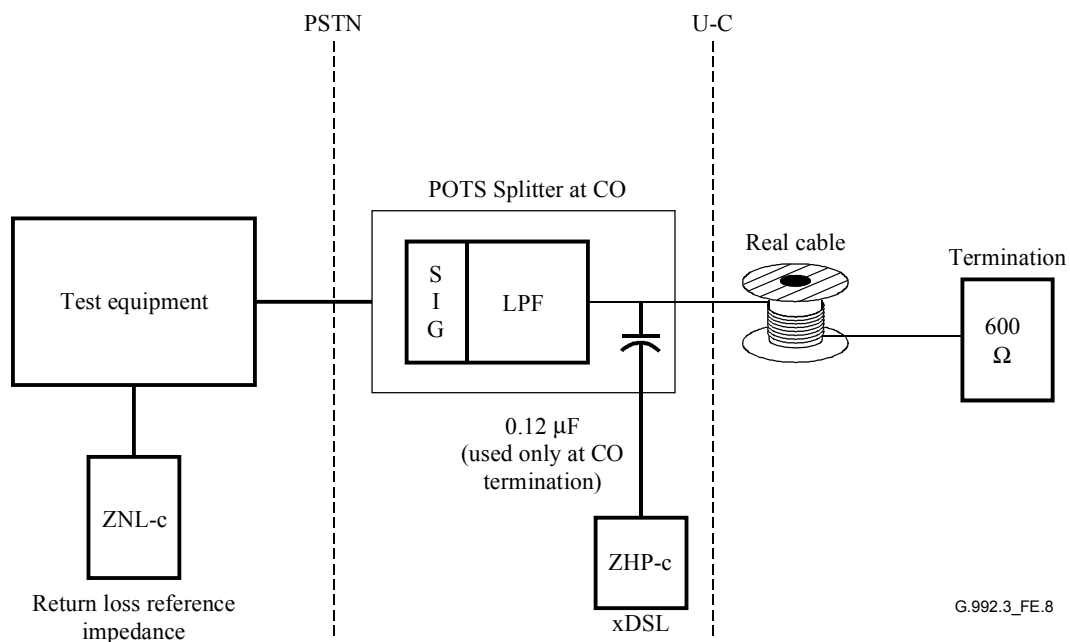 PSTN
U-C
POTS Splitter at CO
Test equipment
S
I
G
LPF
Real cable
Termination
600
Ω
0.12 μF
(used only at CO
termination)
ZNL-c
ZHP-c
Return loss reference
impedance
xDSL
G.992.3_FE.8